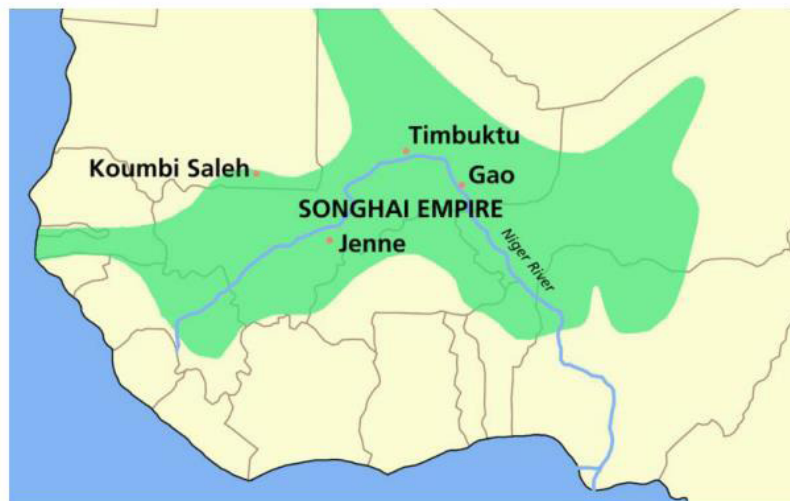 Timbuktu
Koumbi Saleh
Gao
SONGHAI EMPIRE
Jenne
Niger River